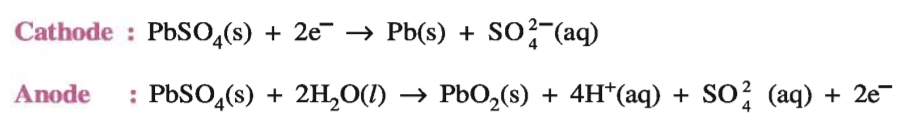 Cathode : PbSO₄(s) + 2e⁻ → Pb(s) + SO₄²⁻(aq)
Anode : PbSO₄(s) + 2H₂O(l) → PbO₂(s) + 4H⁺(aq) + SO₄² (aq) + 2e⁻